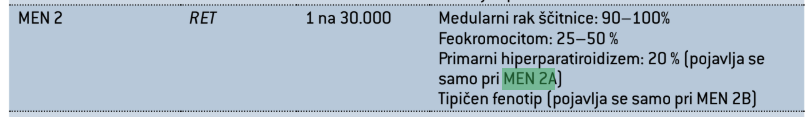 MEN 2 RET 1 na 30.000 Medularni rak ščitnice: 90–100%
Feokromocitom: 25–50 %
Primarni hiperparatiroidizem: 20 % (pojavlja se
samo pri MEN 2A)
Tipičen fenotip (pojavlja se samo pri MEN 2B)